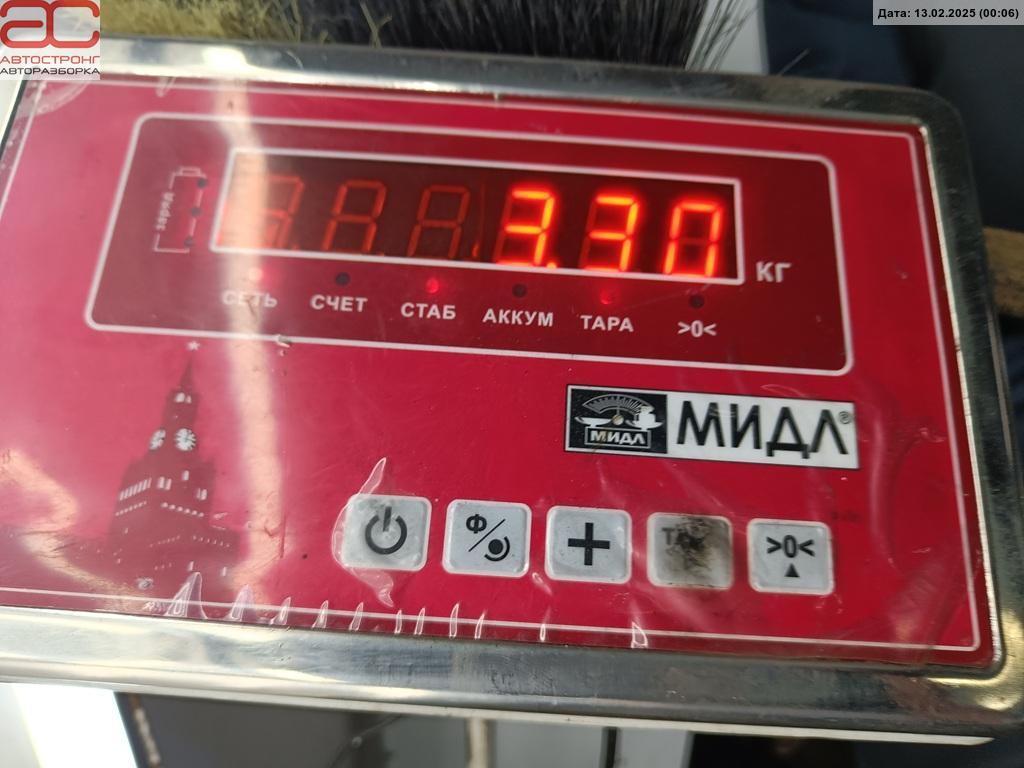 Дата: 13.02.2025 (00:06)
АС
АВТОСТРОНГ
АВТОРАЗБОРКА
заряд
3.30
КГ
СЕТЬ СЧЕТ СТАБ АККУМ ТАРА >0<
МИДЛ МИДЛ®
Ф/ >0<